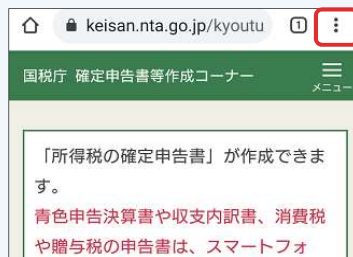 keisan.nta.go.jp/kyoutu 1
国税庁 確定申告書等作成コーナー
メニュー
「所得税の確定申告書」が作成できま
す。
青色申告決算書や収支内訳書、消費税
や贈与税の申告書は、スマートフォ